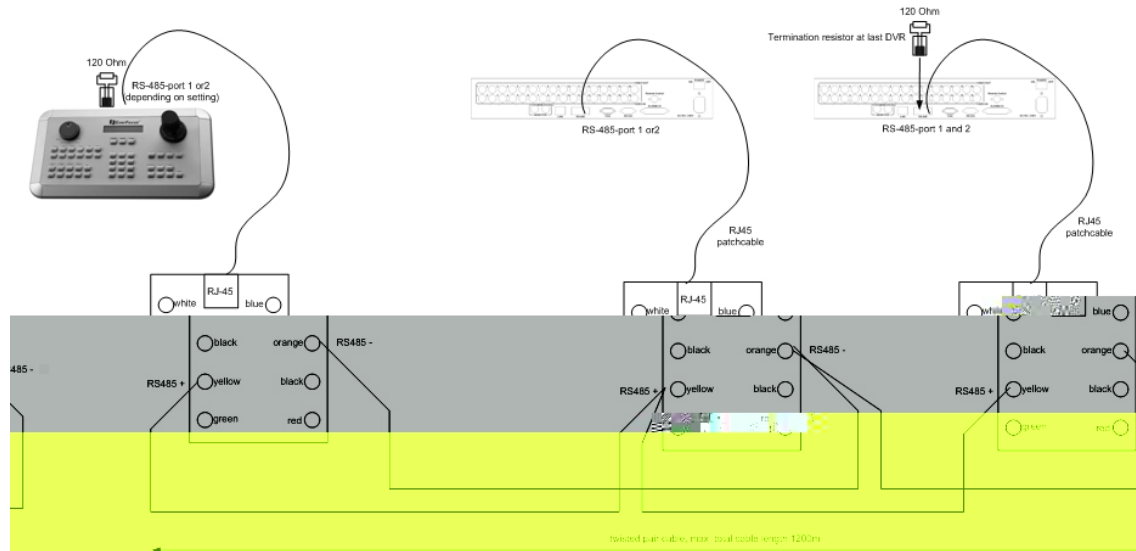 120 Ohm
120 Ohm
Termination resistor at last DVR
RS-485-port 1 or2
(depending on setting)
EverFocus
RS-485-port 1 or2
RS-485-port 1 and 2
RJ45
patchcable
RJ45
patchcable
RJ-45
white
blue
RJ-45
white
blue
blue
black
orange
RS485 -
black
orange
RS485 -
black
orange
485 -
RS485 +
yellow
black
RS485 +
yellow
black
RS485 +
yellow
black
green
red
green
red
twisted pair cable, max. total cable length 1200m